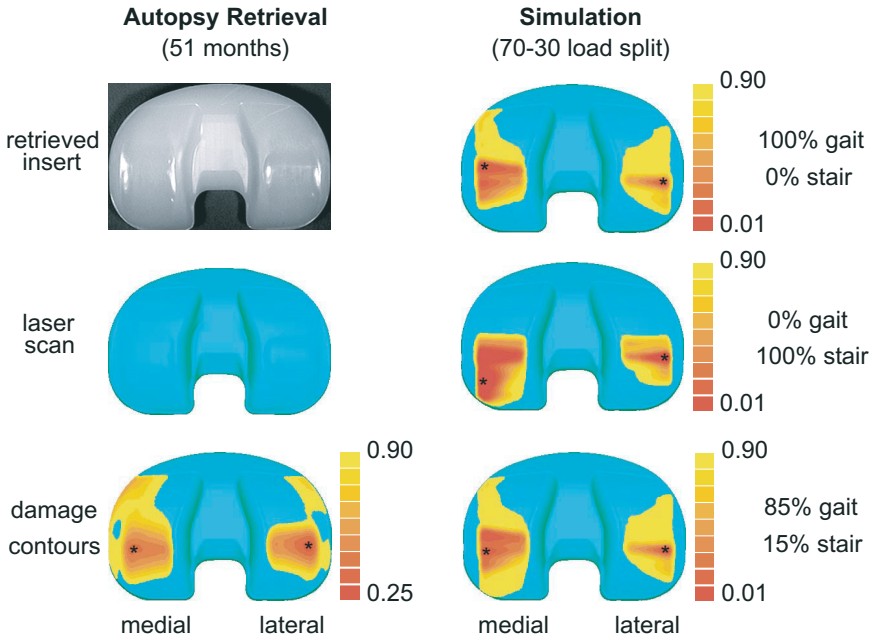 Autopsy Retrieval
(51 months)
Simulation
(70-30 load split)
retrieved
insert
0.90
100% gait
0% stair
0.01
laser
scan
0.90
0% gait
100% stair
0.01
damage
contours
0.90
0.25
0.90
85% gait
15% stair
0.01
medial
lateral
medial
lateral